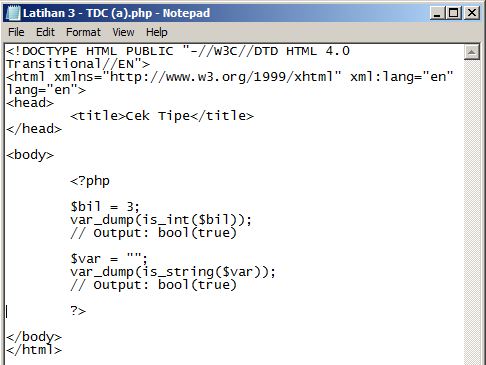 Latihan 3 - TDC (a).php - Notepad
File Edit Format View Help
<!DOCTYPE HTML PUBLIC "-//W3C//DTD HTML 4.0
Transitional//EN">
<html xmlns="http://www.w3.org/1999/xhtml" xml:lang="en"
lang="en">
<head>
        <title>Cek Tipe</title>
</head>

<body>

        <?php

        $bil = 3;
        var_dump(is_int($bil));
        // Output: bool(true)

        $var = "";
        var_dump(is_string($var));
        // Output: bool(true)

        ?>

</body>
</html>